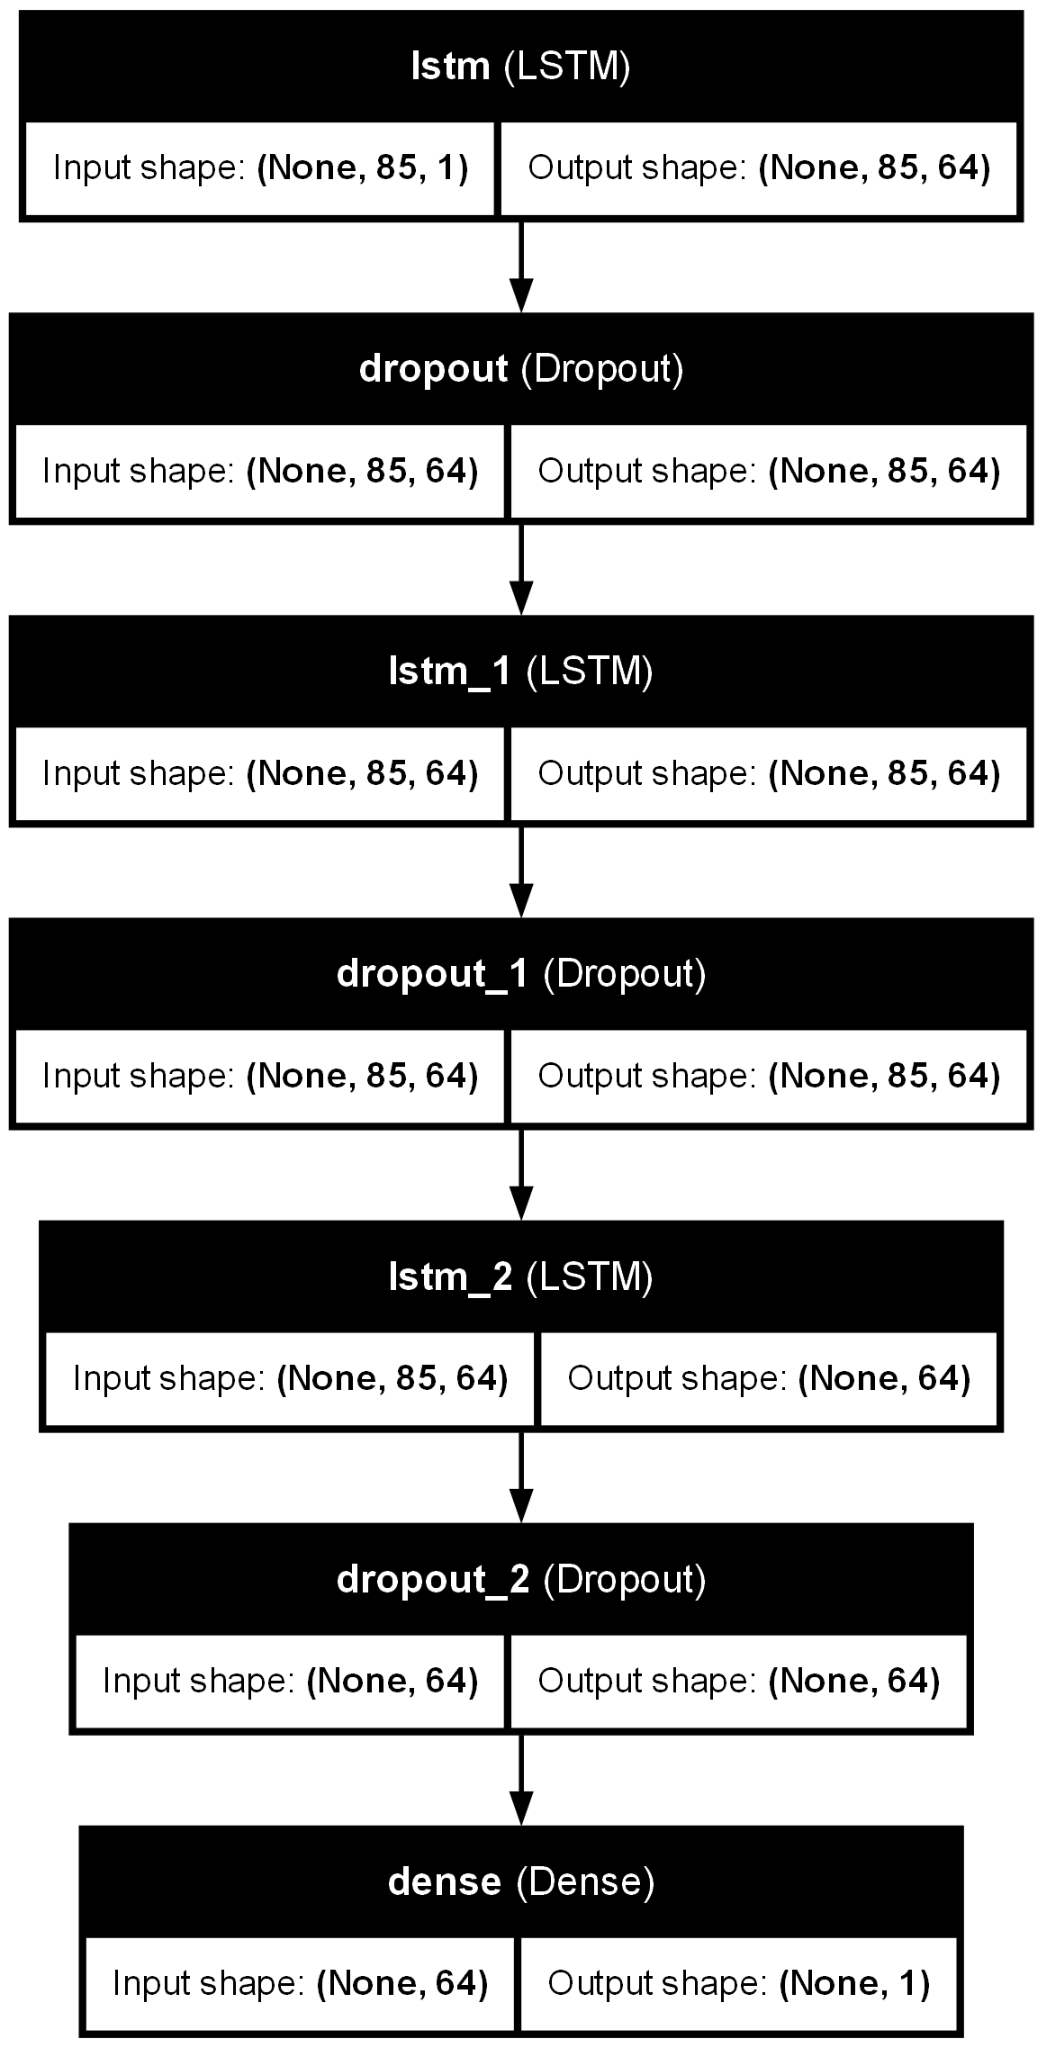 lstm (LSTM)
Input shape: (None, 85, 1) Output shape: (None, 85, 64)
dropout (Dropout)
Input shape: (None, 85, 64) Output shape: (None, 85, 64)
lstm_1 (LSTM)
Input shape: (None, 85, 64) Output shape: (None, 85, 64)
dropout_1 (Dropout)
Input shape: (None, 85, 64) Output shape: (None, 85, 64)
lstm_2 (LSTM)
Input shape: (None, 85, 64) Output shape: (None, 64)
dropout_2 (Dropout)
Input shape: (None, 64) Output shape: (None, 64)
dense (Dense)
Input shape: (None, 64) Output shape: (None, 1)